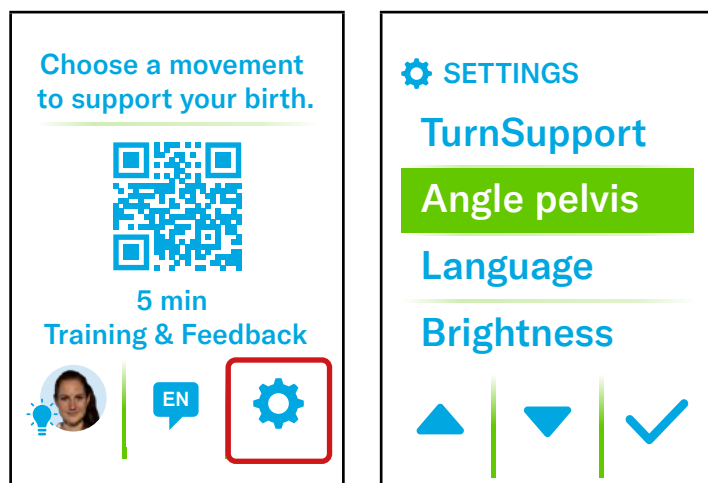 Choose a movement
to support your birth.
5 min
Training & Feedback
EN
SETTINGS
TurnSupport
Angle pelvis
Language
Brightness